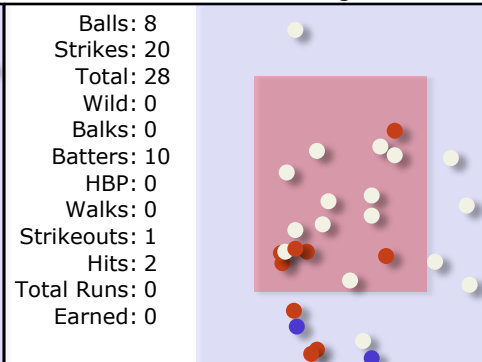 Balls: 8
Strikes: 20
Total: 28
Wild: 0
Balks: 0
Batters: 10
HBP: 0
Walks: 0
Strikeouts: 1
Hits: 2
Total Runs: 0
Earned: 0